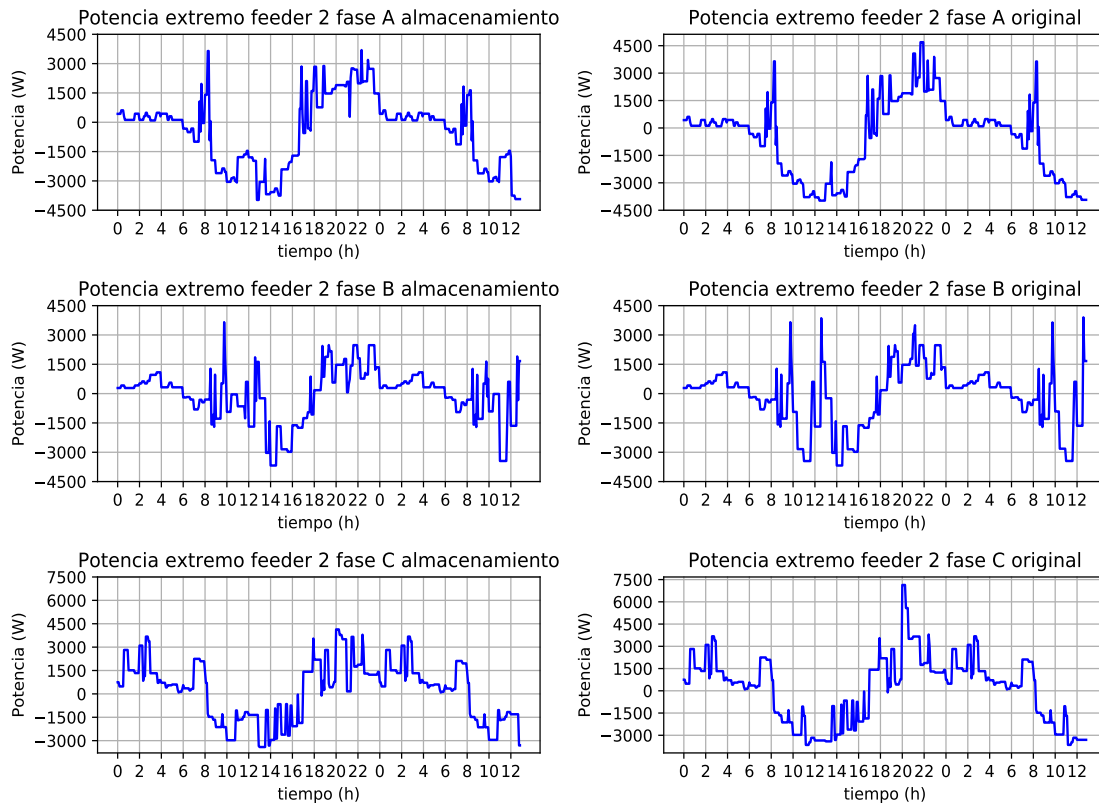 Potencia extremo feeder 2 fase A almacenamiento
4500
3000
1500
0
−1500
−3000
−4500
Potencia (W)
0 2 4 6 8 10 12 14 16 18 20 22 0 2 4 6 8 10 12
tiempo (h)
Potencia extremo feeder 2 fase A original
4500
3000
1500
0
−1500
−3000
−4500
Potencia (W)
0 2 4 6 8 10 12 14 16 18 20 22 0 2 4 6 8 10 12
tiempo (h)
Potencia extremo feeder 2 fase B almacenamiento
4500
3000
1500
0
−1500
−3000
−4500
Potencia (W)
0 2 4 6 8 10 12 14 16 18 20 22 0 2 4 6 8 10 12
tiempo (h)
Potencia extremo feeder 2 fase B original
4500
3000
1500
0
−1500
−3000
−4500
Potencia (W)
0 2 4 6 8 10 12 14 16 18 20 22 0 2 4 6 8 10 12
tiempo (h)
Potencia extremo feeder 2 fase C almacenamiento
7500
6000
4500
3000
1500
0
−1500
−3000
Potencia (W)
0 2 4 6 8 10 12 14 16 18 20 22 0 2 4 6 8 10 12
tiempo (h)
Potencia extremo feeder 2 fase C original
7500
6000
4500
3000
1500
0
−1500
−3000
Potencia (W)
0 2 4 6 8 10 12 14 16 18 20 22 0 2 4 6 8 10 12
tiempo (h)